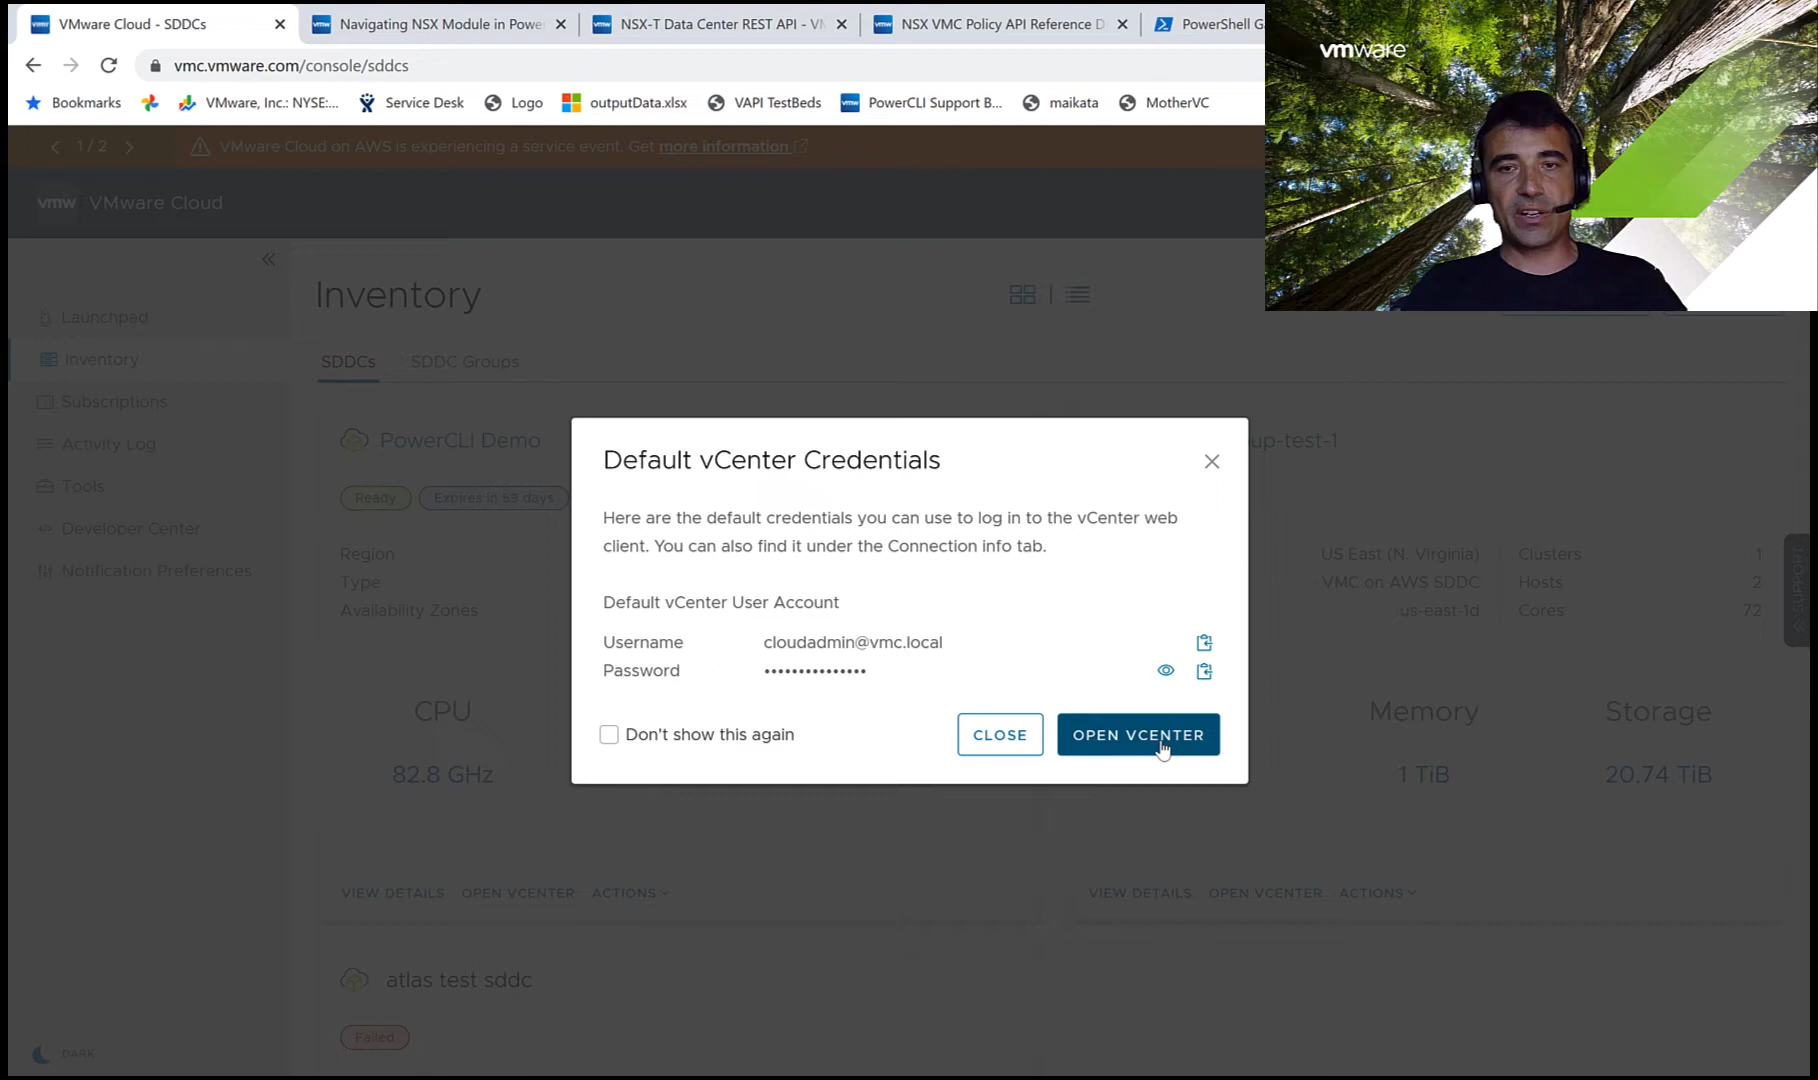 VMware Cloud - SDDCs
Navigating NSX Module in Power
NSX-T Data Center REST API - VM
NSX VMC Policy API Reference D
PowerShell Ga
vmware
vmc.vmware.com/console/sddcs
Bookmarks
VMware, Inc.: NYSE:...
Service Desk
Logo
outputData.xlsx
VAPI TestBeds
PowerCLI Support B...
maikata
MotherVC
1 / 2
VMware Cloud on AWS is experiencing a service event. Get more information
vmw VMware Cloud
Launchpad
Inventory
Subscriptions
Activity Log
Tools
Developer Center
Notification Preferences
DARK
Inventory
SDDCs
SDDC Groups
PowerCLI Demo
Ready
Expires in 59 days
Region
Type
Availability Zones
CPU
82.8 GHz
VIEW DETAILS OPEN VCENTER ACTIONS
up-test-1
US East (N. Virginia)
VMC on AWS SDDC
us-east-1d
Clusters 1
Hosts 2
Cores 72
Memory
1 TiB
Storage
20.74 TiB
VIEW DETAILS OPEN VCENTER ACTIONS
SUPPORT
atlas test sddc
Failed
Default vCenter Credentials
Here are the default credentials you can use to log in to the vCenter web
client. You can also find it under the Connection info tab.
Default vCenter User Account
Username cloudadmin@vmc.local
Password •••••••••••••••
Don't show this again
CLOSE
OPEN VCENTER